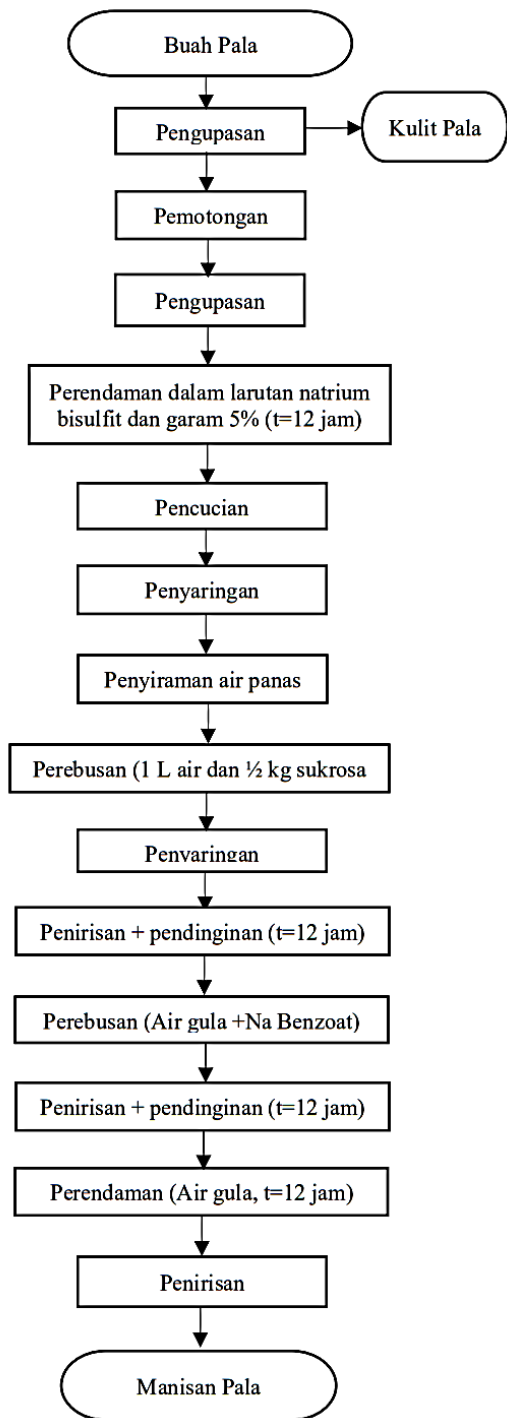 Buah Pala
Pengupasan
Kulit Pala
Pemotongan
Pengupasan
Perendaman dalam larutan natrium
bisulfit dan garam 5% (t=12 jam)
Pencucian
Penyaringan
Penyiraman air panas
Perebusan (1 L air dan ½ kg sukrosa
Penyaringan
Penirisan + pendinginan (t=12 jam)
Perebusan (Air gula +Na Benzoat)
Penirisan + pendinginan (t=12 jam)
Perendaman (Air gula, t=12 jam)
Penirisan
Manisan Pala